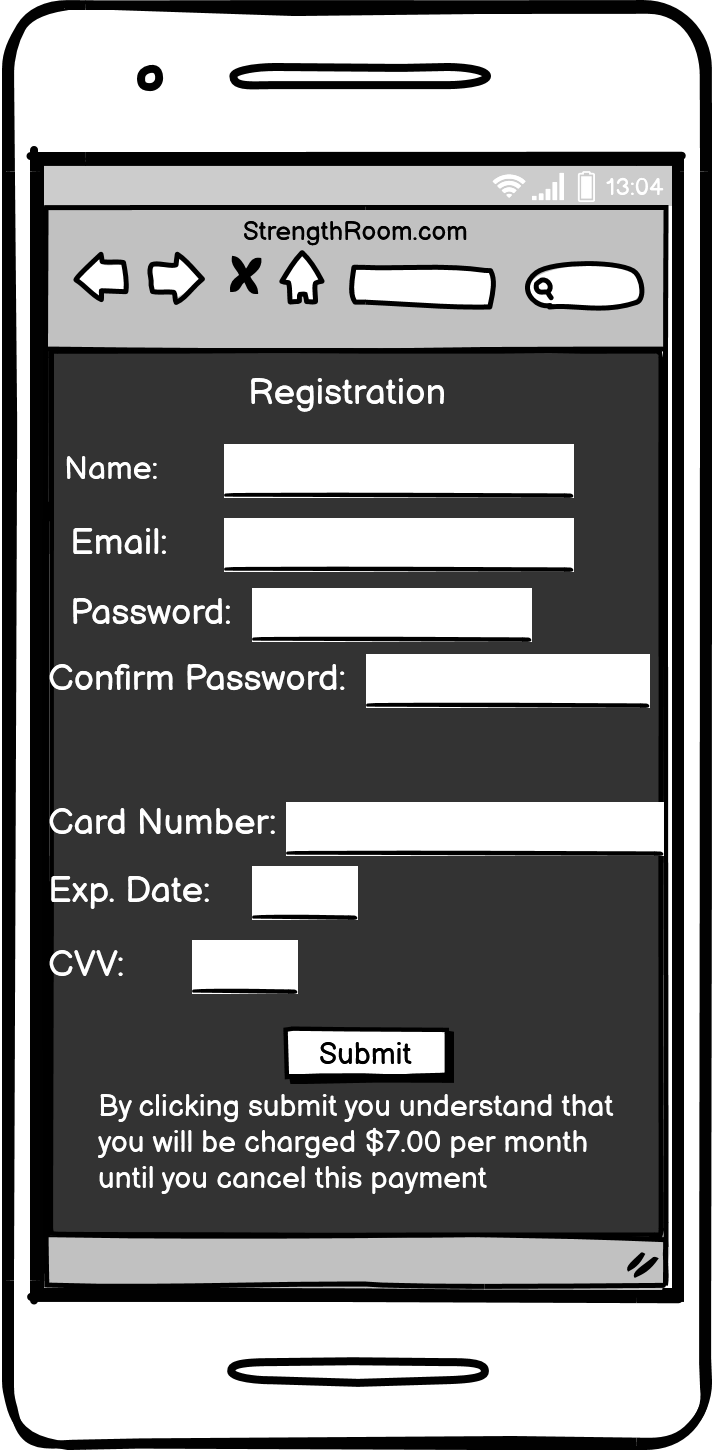 13:04
StrengthRoom.com
Registration
Name:
Email:
Password:
Confirm Password:
Card Number:
Exp. Date:
CVV:
Submit
By clicking submit you understand that
you will be charged $7.00 per month
until you cancel this payment